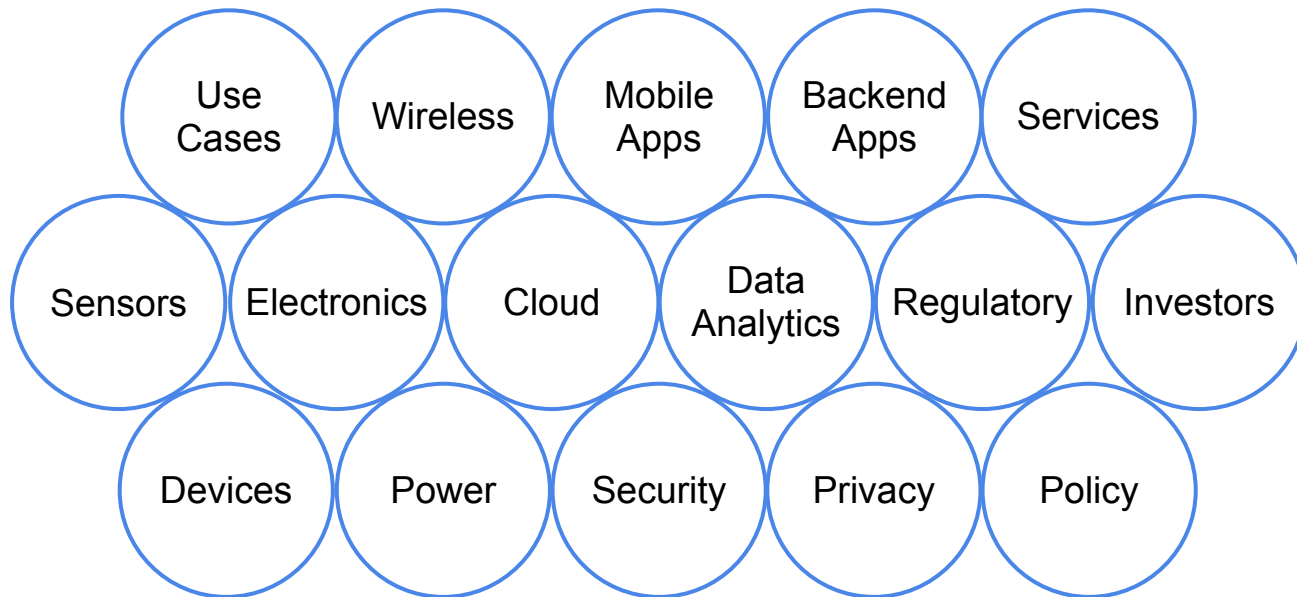 Use
Cases
Wireless
Mobile
Apps
Backend
Apps
Services
Sensors
Electronics
Cloud
Data
Analytics
Regulatory
Investors
Devices
Power
Security
Privacy
Policy